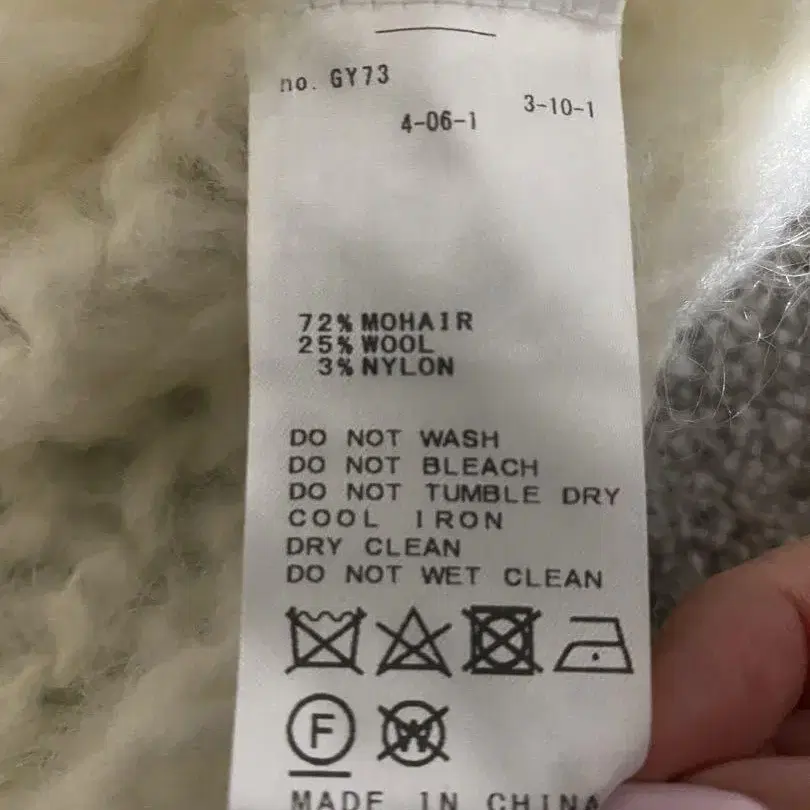 no. GY73
4-06-1 3-10-1
72% MOHAIR
25% WOOL
3% NYLON
DO NOT WASH
DO NOT BLEACH
DO NOT TUMBLE DRY
COOL IRON
DRY CLEAN
DO NOT WET CLEAN
F W
MADE IN CHINA